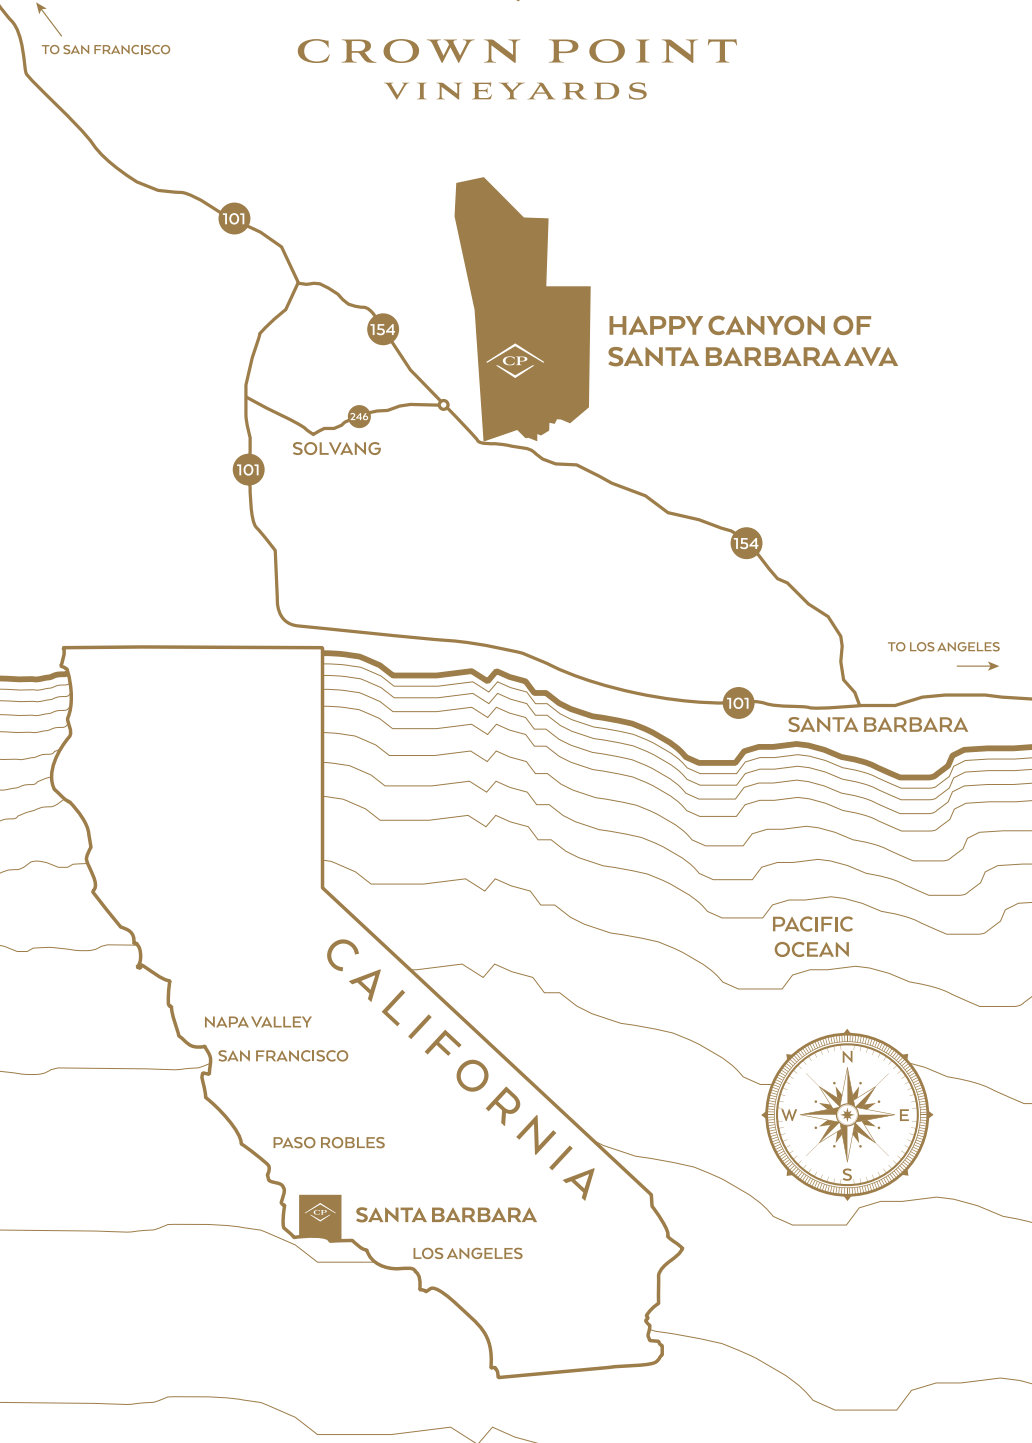 TO SAN FRANCISCO
CROWN POINT
VINEYARDS
101
154
HAPPY CANYON OF
SANTA BARBARA AVA
CP
246
SOLVANG
101
154
TO LOS ANGELES
101
SANTA BARBARA
PACIFIC
OCEAN
CALIFORNIA
NAPA VALLEY
SAN FRANCISCO
N
W
E
S
PASO ROBLES
CP
SANTA BARBARA
LOS ANGELES